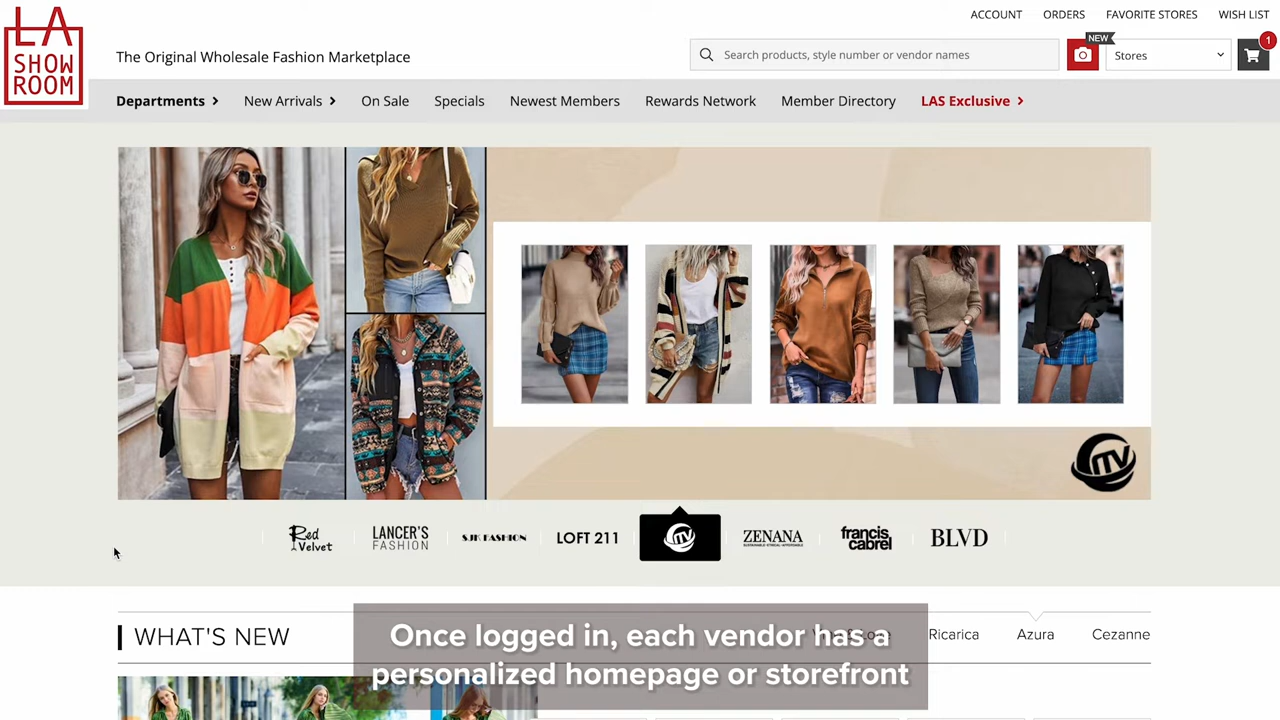 ACCOUNT ORDERS FAVORITE STORES WISH LIST
LA
SHOW
ROOM
The Original Wholesale Fashion Marketplace
Search products, style number or vendor names
NEW
Stores
1
Departments New Arrivals On Sale Specials Newest Members Rewards Network Member Directory LAS Exclusive
MV
Red
Velvet
LANCER'S
FASHION
SJK FASHION
LOFT 211
ZENANA
francis
cabrel
BLVD
WHAT'S NEW
Ricarica Azura Cezanne
Once logged in, each vendor has a
personalized homepage or storefront